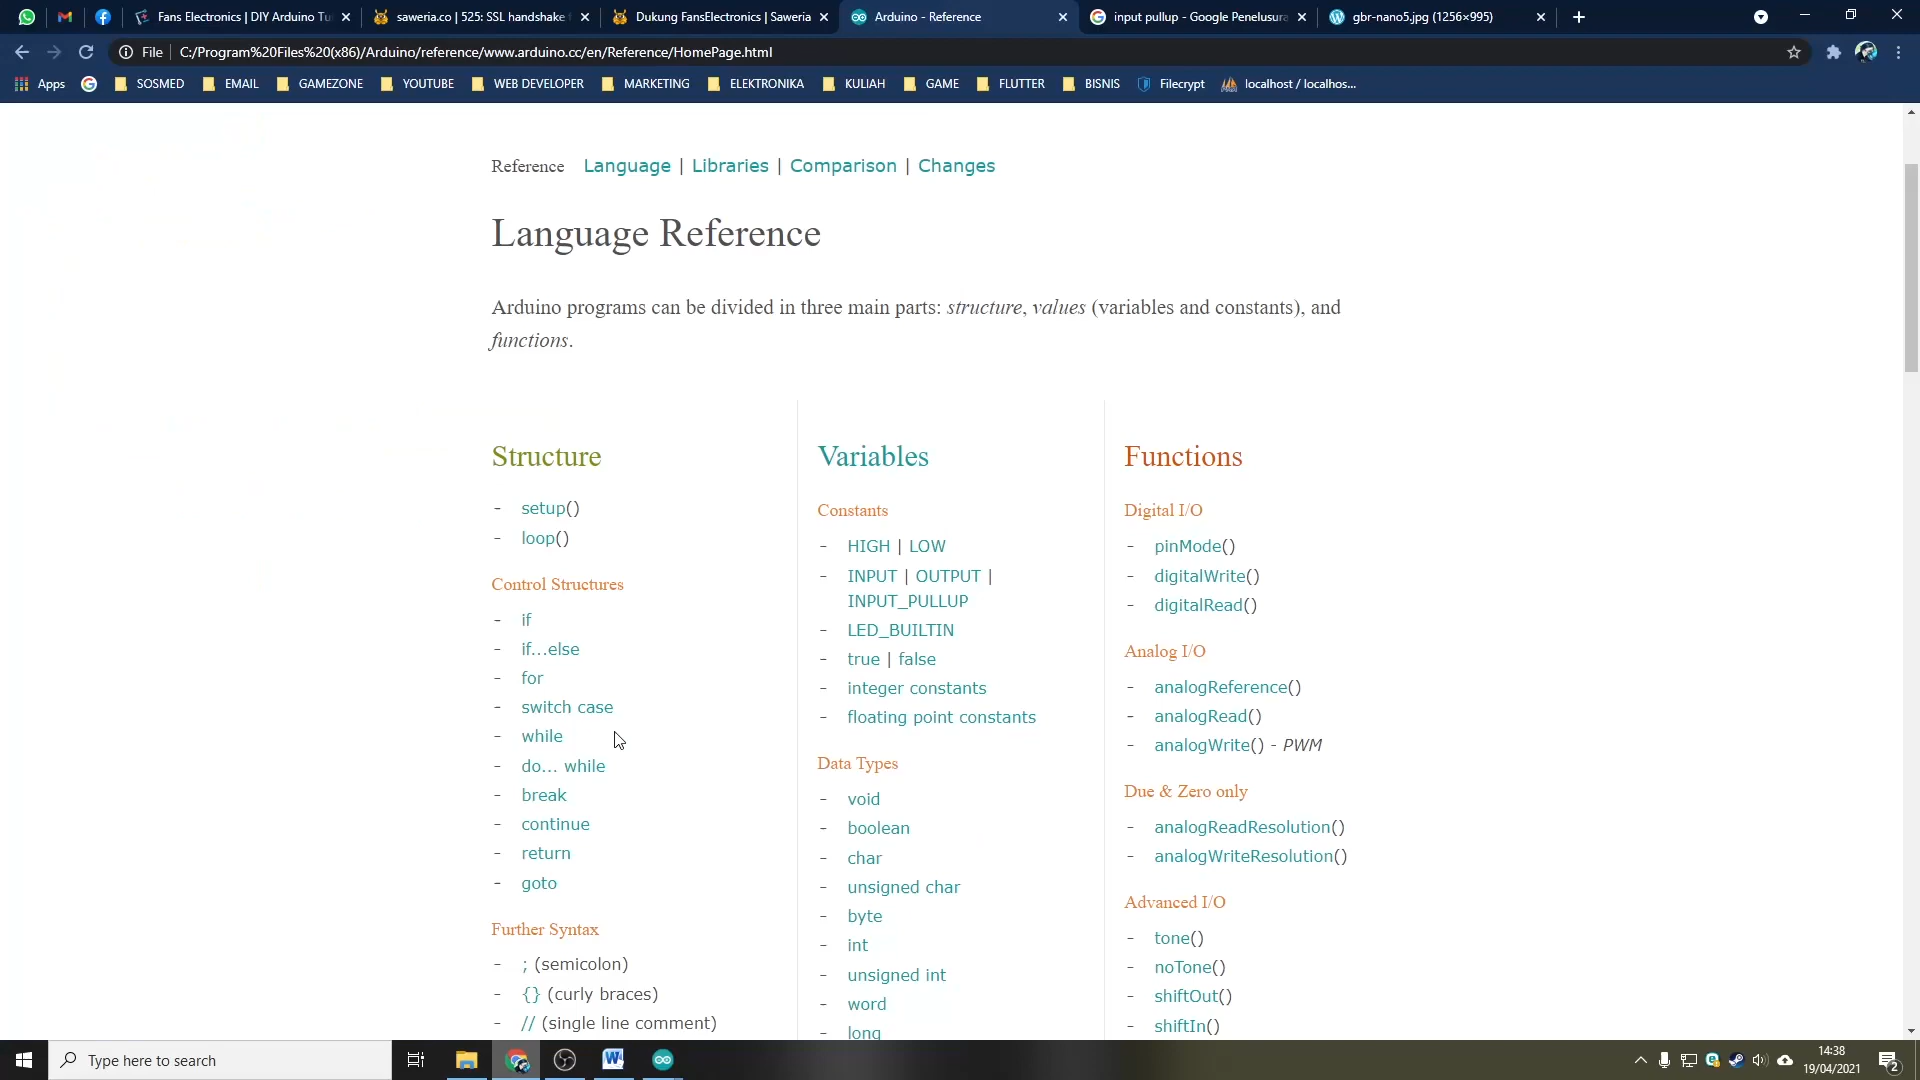 Fans Electronics | DIY Arduino Tu
saweria.co | 525: SSL handshake f
Dukung FansElectronics | Saweria
Arduino - Reference
input pullup - Google Penelusura
gbr-nano5.jpg (1256×995)
File | C:/Program%20Files%20(x86)/Arduino/reference/www.arduino.cc/en/Reference/HomePage.html
Apps SOSMED EMAIL GAMEZONE YOUTUBE WEB DEVELOPER MARKETING ELEKTRONIKA KULIAH GAME FLUTTER BISNIS Filecrypt localhost / localhos...
Reference Language | Libraries | Comparison | Changes
Language Reference
Arduino programs can be divided in three main parts: structure, values (variables and constants), and
functions.
Structure
- setup()
- loop()
Control Structures
- if
- if...else
- for
- switch case
- while
- do... while
- break
- continue
- return
- goto
Further Syntax
- ; (semicolon)
- {} (curly braces)
- // (single line comment)
Variables
Constants
- HIGH | LOW
- INPUT | OUTPUT |
INPUT_PULLUP
- LED_BUILTIN
- true | false
- integer constants
- floating point constants
Data Types
- void
- boolean
- char
- unsigned char
- byte
- int
- unsigned int
- word
- long
Functions
Digital I/O
- pinMode()
- digitalWrite()
- digitalRead()
Analog I/O
- analogReference()
- analogRead()
- analogWrite() - PWM
Due & Zero only
- analogReadResolution()
- analogWriteResolution()
Advanced I/O
- tone()
- noTone()
- shiftOut()
- shiftIn()
Type here to search
14:38
19/04/2021
2